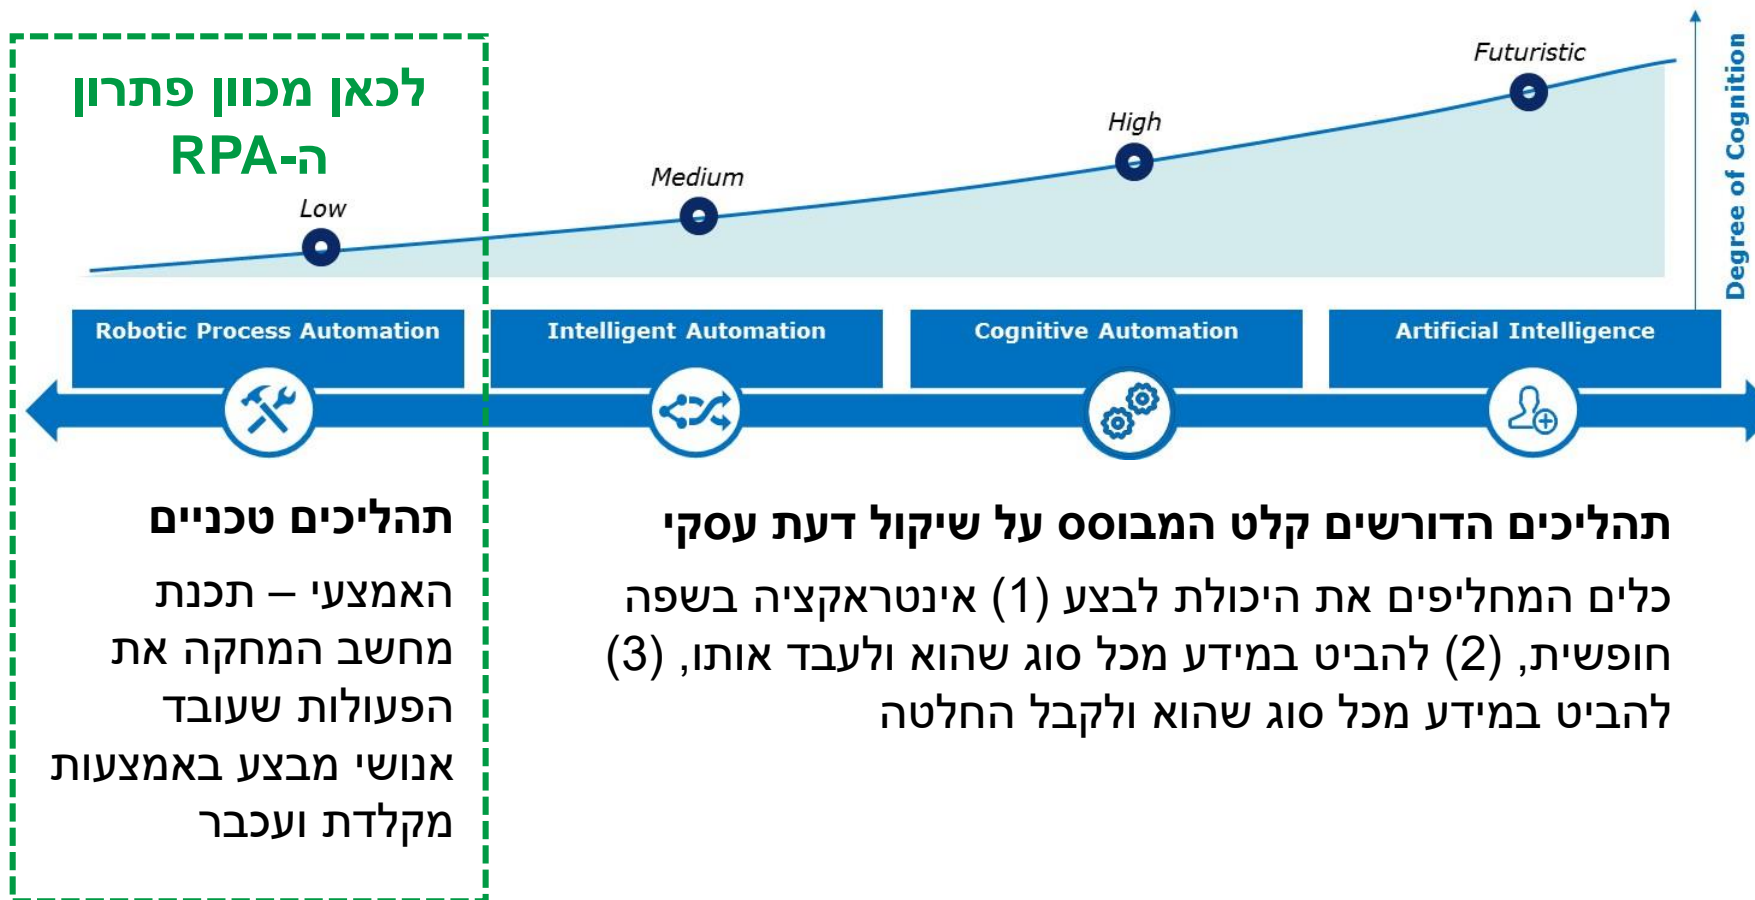 לכאן מכוון פתרון
ה-RPA
Low
Medium
High
Futuristic
Degree of Cognition
Robotic Process Automation
Intelligent Automation
Cognitive Automation
Artificial Intelligence
תהליכים טכניים
האמצעי – תכנת
מחשב המחקה את
הפעולות שעובד
אנושי מבצע באמצעות
מקלדת ועכבר
תהליכים הדורשים קלט המבוסס על שיקול דעת עסקי
כלים המחליפים את היכולת לבצע (1) אינטראקציה בשפה
חופשית, (2) להביט במידע מכל סוג שהוא ולעבד אותו, (3)
להביט במידע מכל סוג שהוא ולקבל החלטה